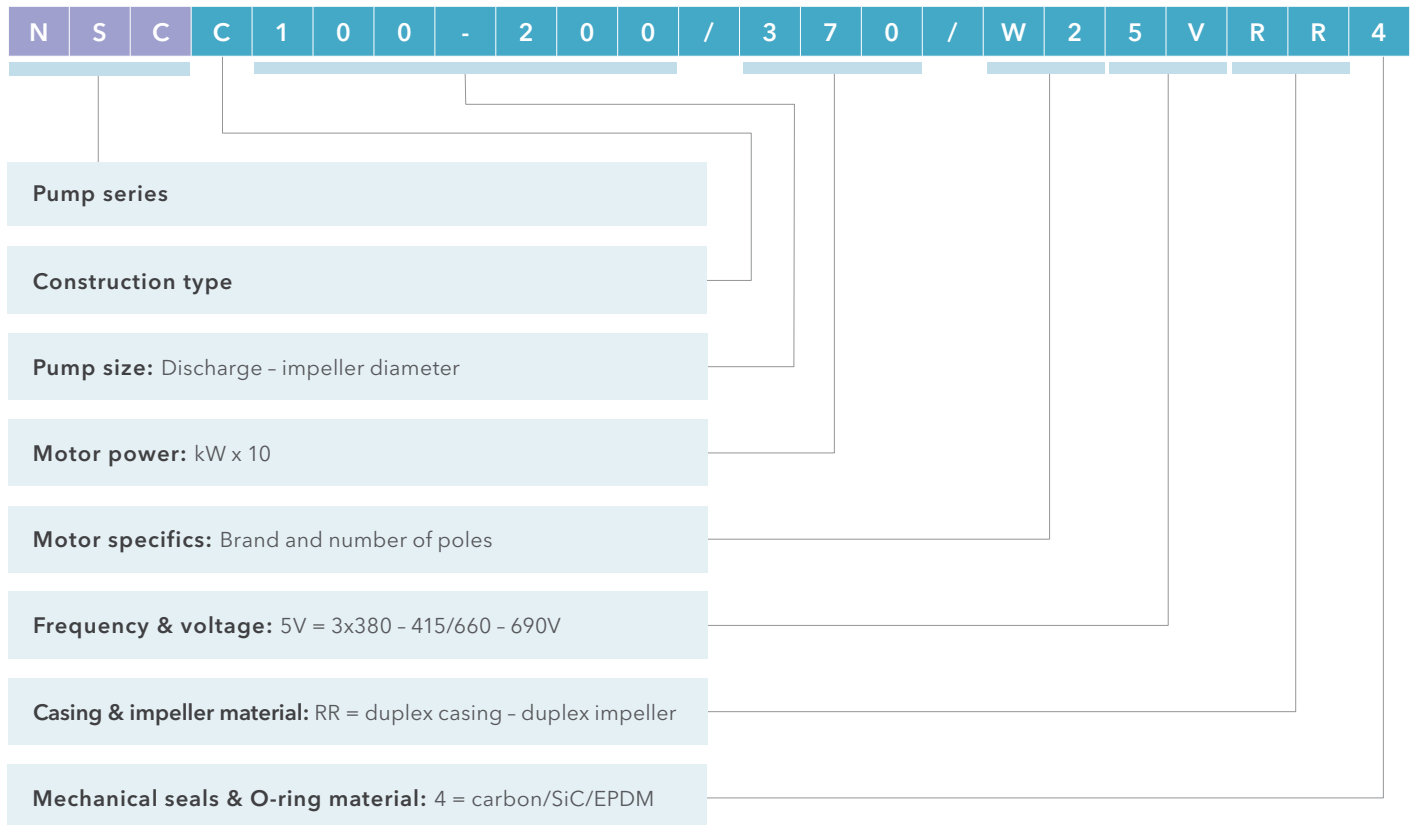 N S C C 1 0 0 - 2 0 0 / 3 7 0 / W 2 5 V R R 4
Pump series
Construction type
Pump size: Discharge – impeller diameter
Motor power: kW x 10
Motor specifics: Brand and number of poles
Frequency & voltage: 5V = 3x380 – 415/660 – 690V
Casing & impeller material: RR = duplex casing – duplex impeller
Mechanical seals & O-ring material: 4 = carbon/SiC/EPDM